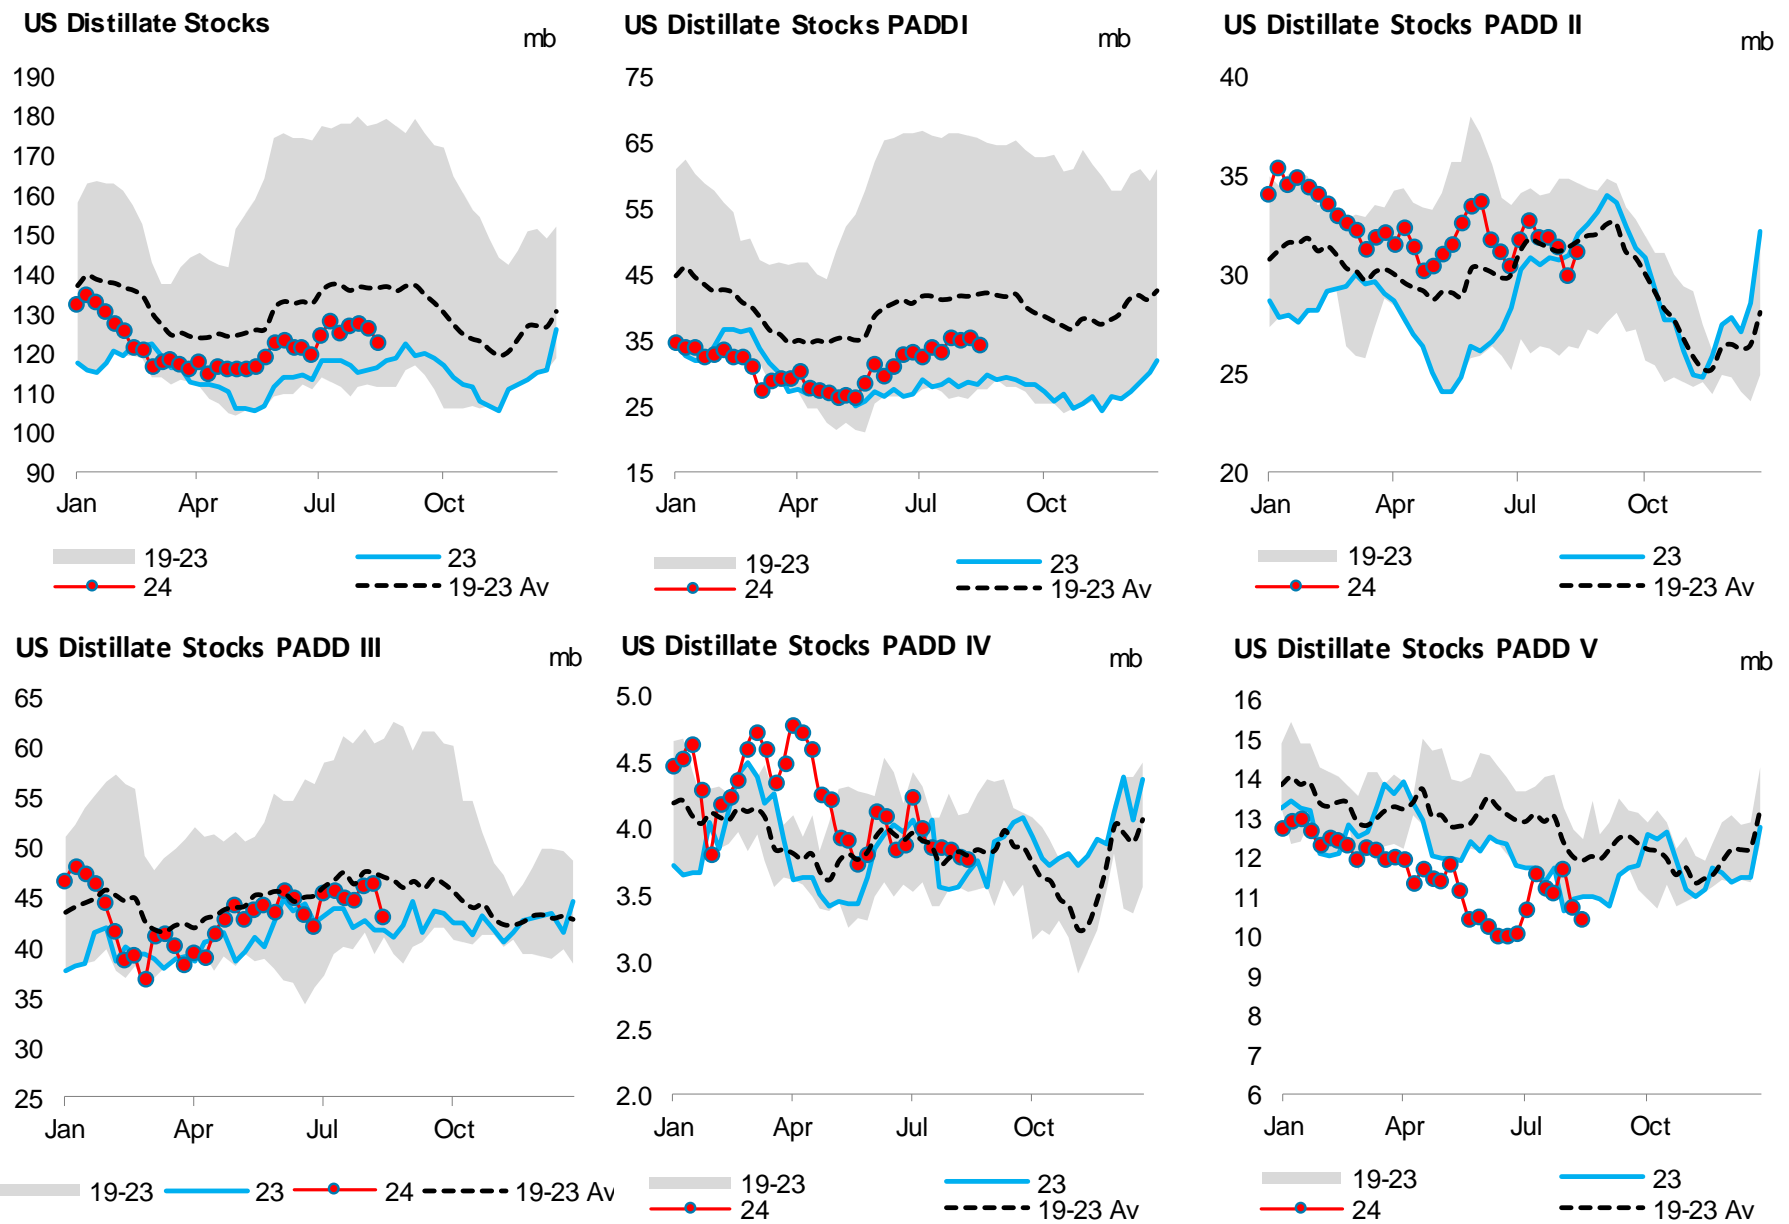 US Distillate Stocks
mb
190
180
170
160
150
140
130
120
110
100
90
Jan Apr Jul Oct
19-23 23
24 19-23 Av
US Distillate Stocks PADDI
mb
75
65
55
45
35
25
15
Jan Apr Jul Oct
19-23 23
24 19-23 Av
US Distillate Stocks PADD II
mb
40
35
30
25
20
Jan Apr Jul Oct
19-23 23
24 19-23 Av
US Distillate Stocks PADD III
mb
65
60
55
50
45
40
35
30
25
Jan Apr Jul Oct
19-23 23 24 19-23 Av
US Distillate Stocks PADD IV
mb
5.0
4.5
4.0
3.5
3.0
2.5
2.0
Jan Apr Jul Oct
19-23 23
24 19-23 Av
US Distillate Stocks PADD V
mb
16
15
14
13
12
11
10
9
8
7
6
Jan Apr Jul Oct
19-23 23
24 19-23 Av